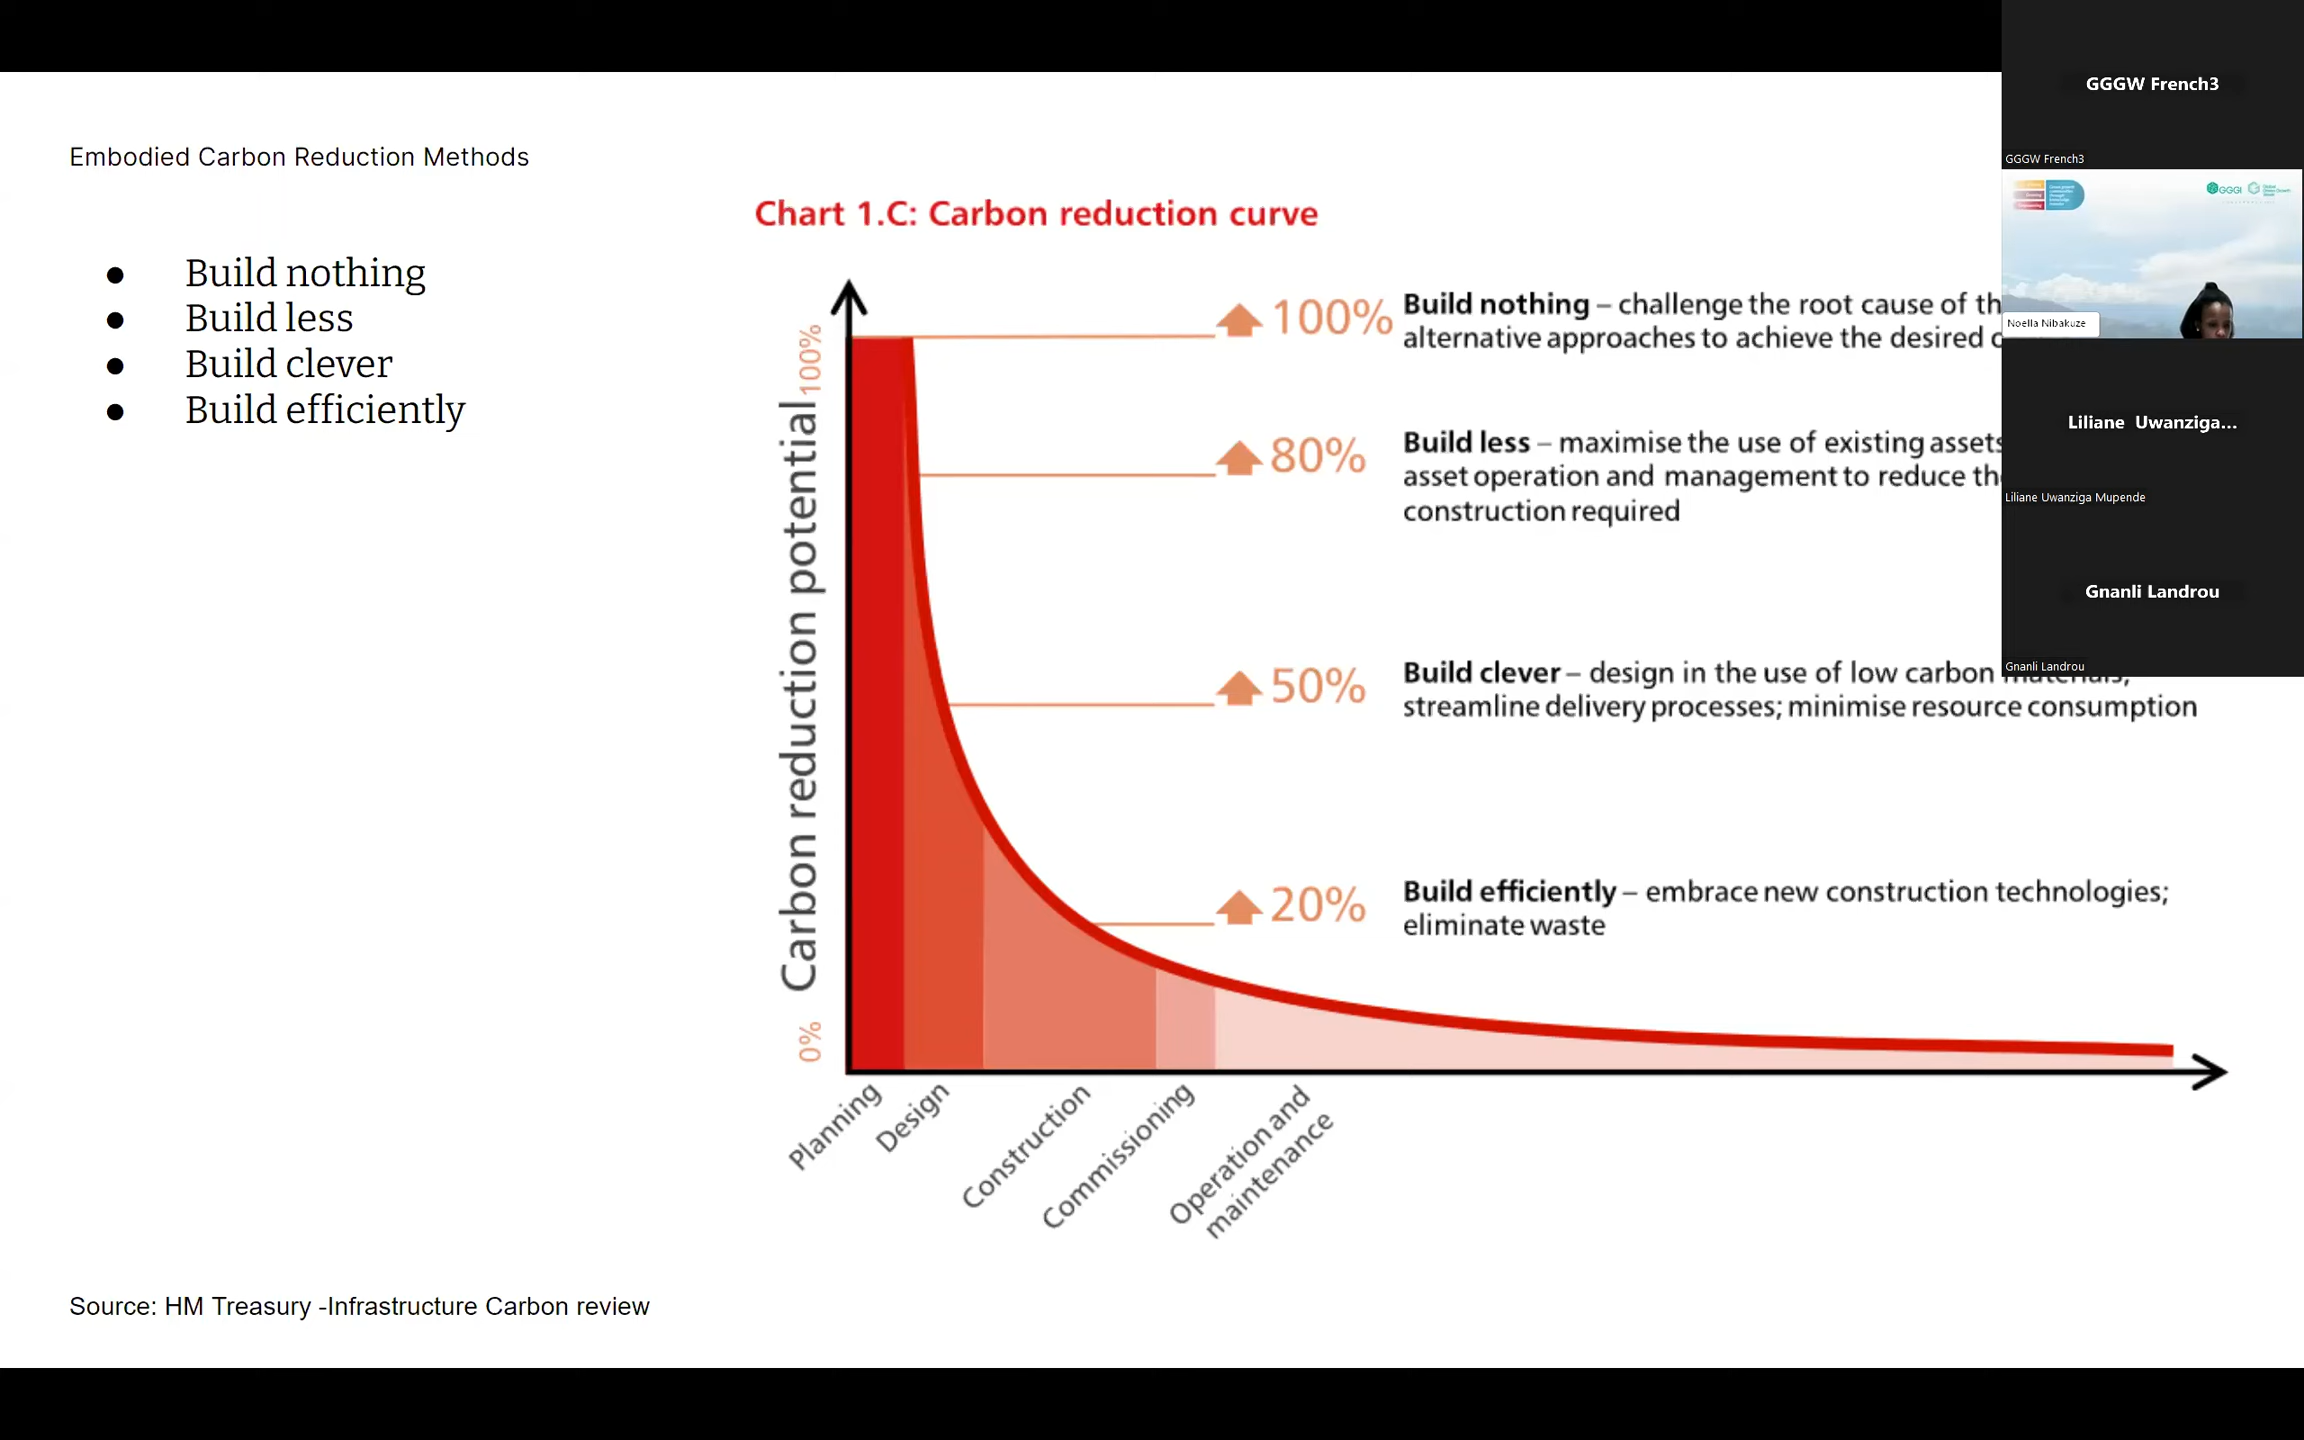 Embodied Carbon Reduction Methods
● Build nothing
● Build less
● Build clever
● Build efficiently
Chart 1.C: Carbon reduction curve
Carbon reduction potential
100%
0%
100% Build nothing – challenge the root cause of
alternative approaches to achieve the desired
80% Build less – maximise the use of existing assets
asset operation and management to reduce
construction required
50% Build clever – design in the use of low carbon materials;
streamline delivery processes; minimise resource consumption
20% Build efficiently – embrace new construction technologies;
eliminate waste
Planning
Design
Construction
Commissioning
Operation and
maintenance
Source: HM Treasury -Infrastructure Carbon review
GGGW French3
GGGW French3
GGGI
Noella Nibakuze
Liliane Uwanziga...
Liliane Uwanziga Mupende
Gnanli Landrou
Gnanli Landrou